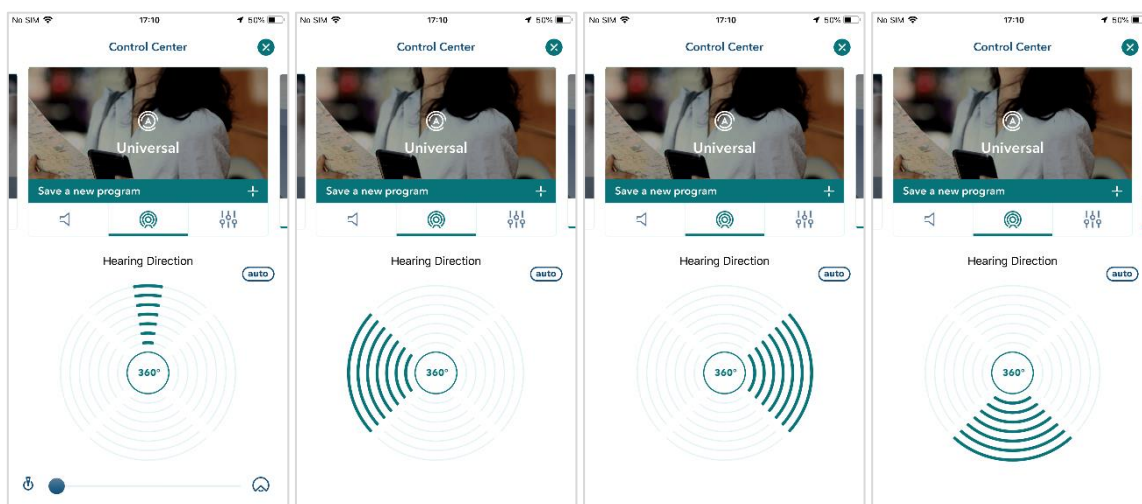 No SIM 17:10 50%
Control Center
Universal
Save a new program
Hearing Direction
auto
360°
No SIM 17:10 50%
Control Center
Universal
Save a new program
Hearing Direction
auto
360°
No SIM 17:10 50%
Control Center
Universal
Save a new program
Hearing Direction
auto
360°
No SIM 17:10 50%
Control Center
Universal
Save a new program
Hearing Direction
auto
360°